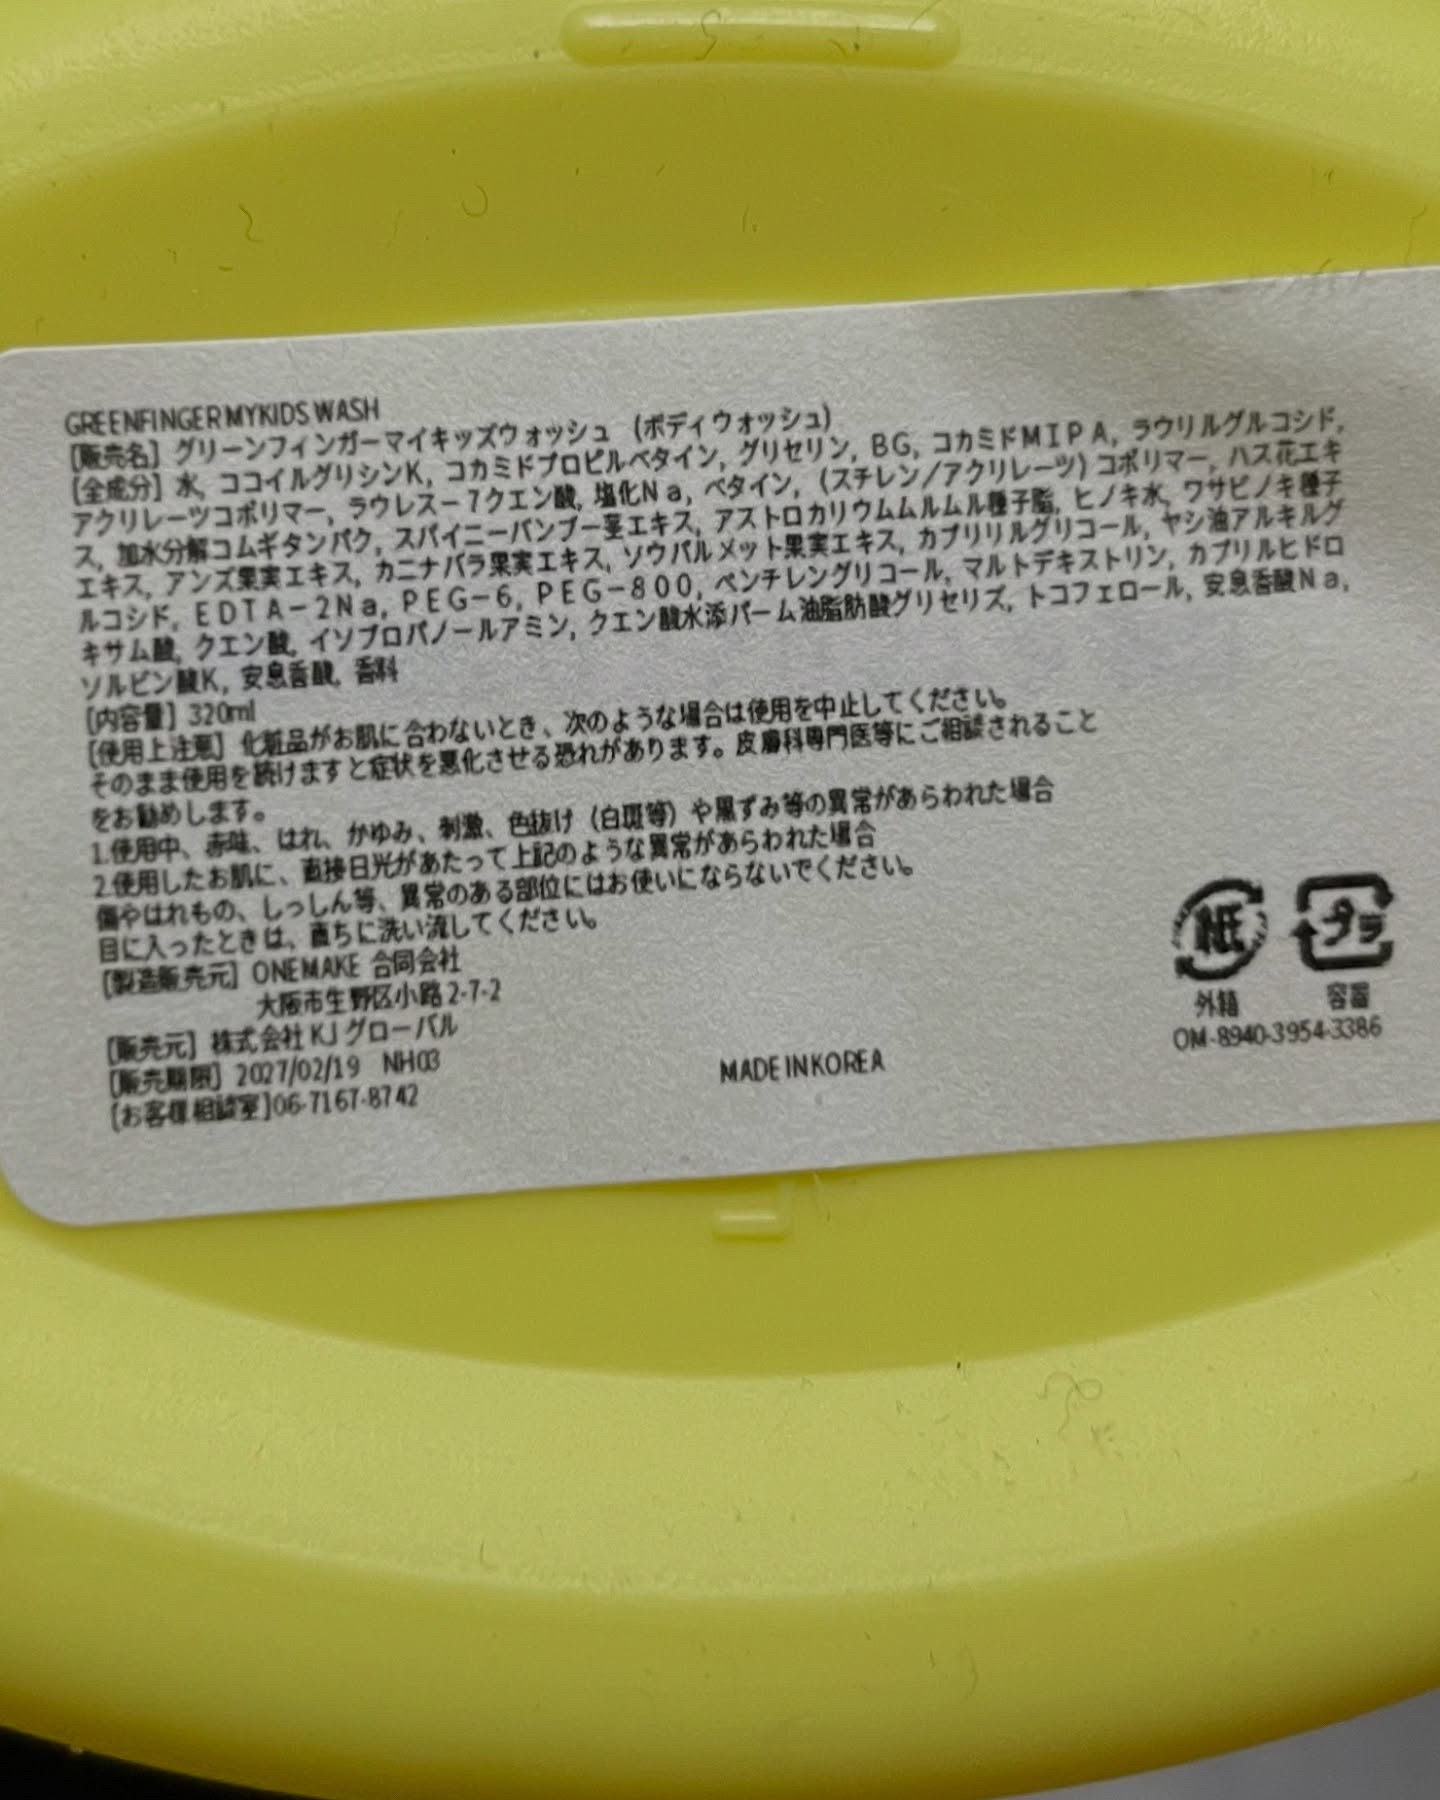 GREENFINGER MYKIDS WASH
[販売名] グリーンフィンガーマイキッズウォッシュ (ボディウォッシュ)
[全成分] 水, ココイルグリシンK, コカミドプロピルベタイン, グリセリン, BG, コカミドMIPA, ラウリルグルコシド,
アクリレーツコポリマー, ラウレス－7クエン酸, 塩化Na, ベタイン, (スチレン/アクリレーツ) コポリマー, ハス花エキ
ス, 加水分解コムギタンパク, スパイニーバンブー茎エキス, アストロカリウムムルムル種子脂, ヒノキ水, ワサビノキ種子
エキス, アンズ果実エキス, カニナバラ果実エキス, ソウパルメット果実エキス, カプリリルグリコール, ヤシ油アルキルグ
ルコシド, EDTA－2Na, PEG－6, PEG－800, ペンチレングリコール, マルトデキストリン, カプリルヒドロ
キサム酸, クエン酸, イソプロパノールアミン, クエン酸水添パーム油脂肪酸グリセリズ, トコフェロール, 安息香酸Na,
ソルビン酸K, 安息香酸, 香料
[内容量] 320ml
[使用上注意] 化粧品がお肌に合わないとき、次のような場合は使用を中止してください。
そのまま使用を続けますと症状を悪化させる恐れがあります。皮膚科専門医等にご相談されること
をお勧めします。
1.使用中、赤味、はれ、かゆみ、刺激、色抜け (白斑等) や黒ずみ等の異常があらわれた場合
2.使用したお肌に、直接日光があたって上記のような異常があらわれた場合
傷やはれもの、しっしん等、異常のある部位にはお使いにならないでください。
目に入ったときは、直ちに洗い流してください。
[製造販売元] ONEMAKE 合同会社
大阪市生野区小路 2-7-2
[販売元] 株式会社 KJ グローバル
[販売期限] 2027/02/19 NH03
[お客様相談室]06-7167-8742
MADE IN KOREA
紙 プラ
外箱 容器
OM-8940-3954-3386